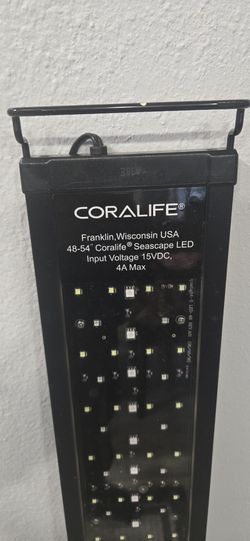 CORALIFE®
Franklin,Wisconsin USA
48-54" Coralife® Seascape LED
Input Voltage 15VDC,
4A Max